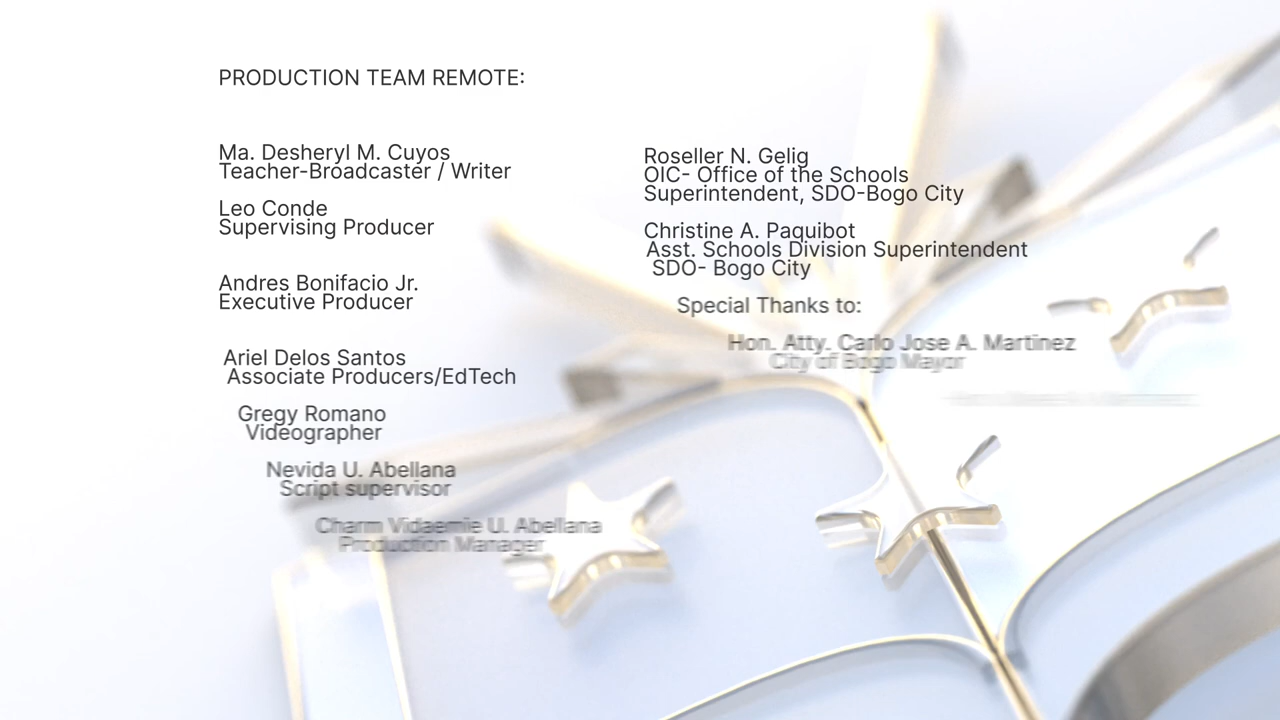 PRODUCTION TEAM REMOTE:
Ma. Desheryl M. Cuyos
Teacher-Broadcaster / Writer
Leo Conde
Supervising Producer
Andres Bonifacio Jr.
Executive Producer
Ariel Delos Santos
Associate Producers/EdTech
Gregy Romano
Videographer
Nevida U. Abellana
Script supervisor
Charm Vidaemie U. Abellana
Production Manager
Roseller N. Gelig
OIC- Office of the Schools
Superintendent, SDO-Bogo City
Christine A. Paquibot
Asst. Schools Division Superintendent
SDO- Bogo City
Special Thanks to:
Hon. Atty. Carlo Jose A. Martinez
City of Bogo Mayor